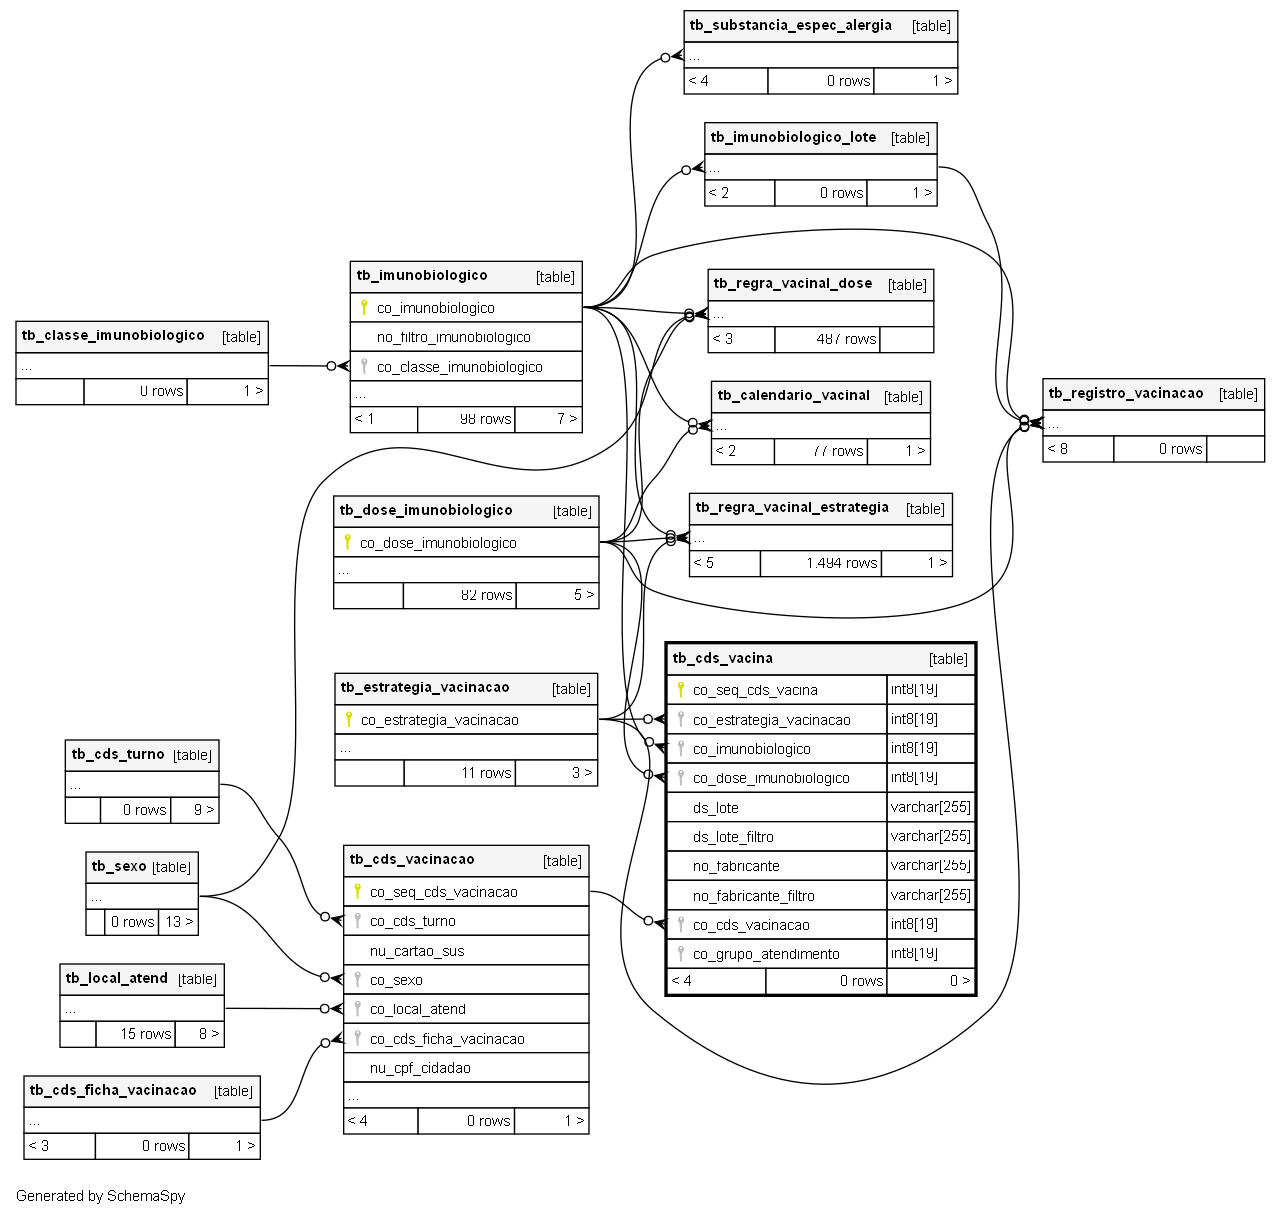 tb_substancia_espec_alergia [table]
...
< 4 0 rows 1 >
tb_imunobiologico_lote [table]
...
< 2 0 rows 1 >
tb_imunobiologico [table]
co_imunobiologico
no_filtro_imunobiologico
co_classe_imunobiologico
...
< 1 98 rows 7 >
tb_regra_vacinal_dose [table]
...
< 3 487 rows
tb_classe_imunobiologico [table]
...
0 rows 1 >
tb_calendario_vacinal [table]
...
< 2 77 rows 1 >
tb_registro_vacinacao [table]
...
< 8 0 rows
tb_dose_imunobiologico [table]
co_dose_imunobiologico
...
82 rows 5 >
tb_regra_vacinal_estrategia [table]
...
< 5 1.494 rows 1 >
tb_estrategia_vacinacao [table]
co_estrategia_vacinacao
...
11 rows 3 >
tb_cds_vacina [table]
co_seq_cds_vacina int8[19]
co_estrategia_vacinacao int8[19]
co_imunobiologico int8[19]
co_dose_imunobiologico int8[19]
ds_lote varchar[255]
ds_lote_filtro varchar[255]
no_fabricante varchar[255]
no_fabricante_filtro varchar[255]
co_cds_vacinacao int8[19]
co_grupo_atendimento int8[19]
< 4 0 rows 0 >
tb_cds_turno [table]
...
0 rows 9 >
tb_sexo [table]
...
0 rows 13 >
tb_local_atend [table]
...
15 rows 8 >
tb_cds_ficha_vacinacao [table]
...
< 3 0 rows 1 >
tb_cds_vacinacao [table]
co_seq_cds_vacinacao
co_cds_turno
nu_cartao_sus
co_sexo
co_local_atend
co_cds_ficha_vacinacao
nu_cpf_cidadao
...
< 4 0 rows 1 >
Generated by SchemaSpy